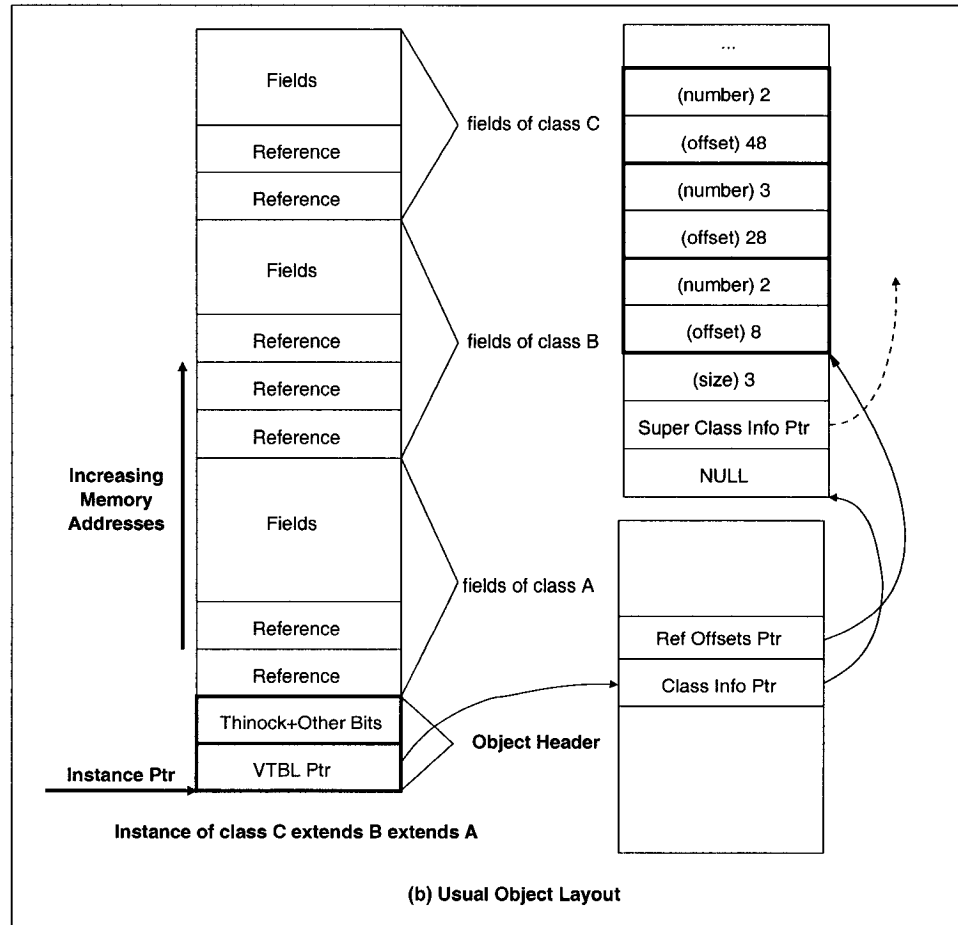 Fields
Reference
Reference
fields of class C
Fields
Reference
Reference
Reference
fields of class B
Increasing
Memory
Addresses
Fields
Reference
Reference
fields of class A
Thinock+Other Bits
VTBL Ptr
Object Header
Instance Ptr
Instance of class C extends B extends A
...
(number) 2
(offset) 48
(number) 3
(offset) 28
(number) 2
(offset) 8
(size) 3
Super Class Info Ptr
NULL
Ref Offsets Ptr
Class Info Ptr
(b) Usual Object Layout